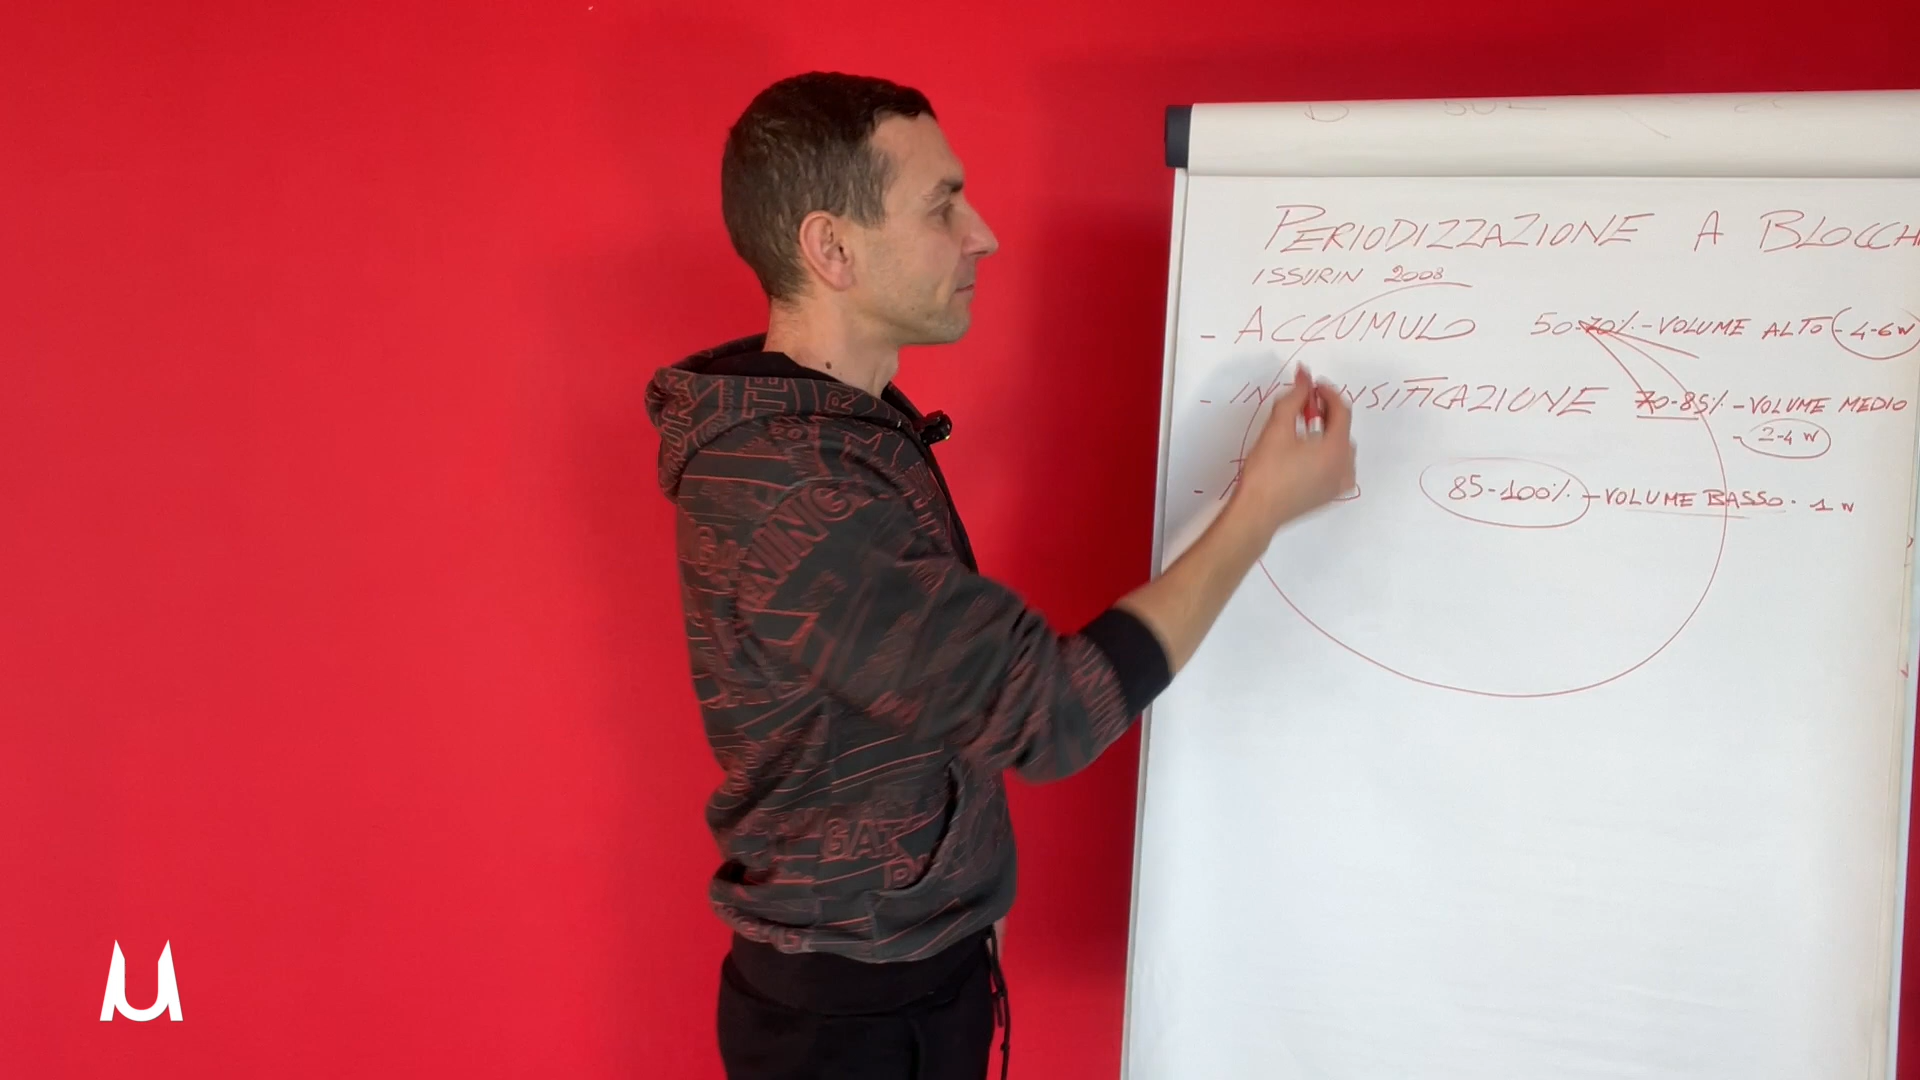 PERIODIZZAZIONE A BLOCCH
ISSURIN 2008
- ACCUMULO 50-70% - VOLUME ALTO - 4-6 W
- INTENSIFICAZIONE 70-85% - VOLUME MEDIO
- 2-4 W
- 85-100% - VOLUME BASSO. 1 W